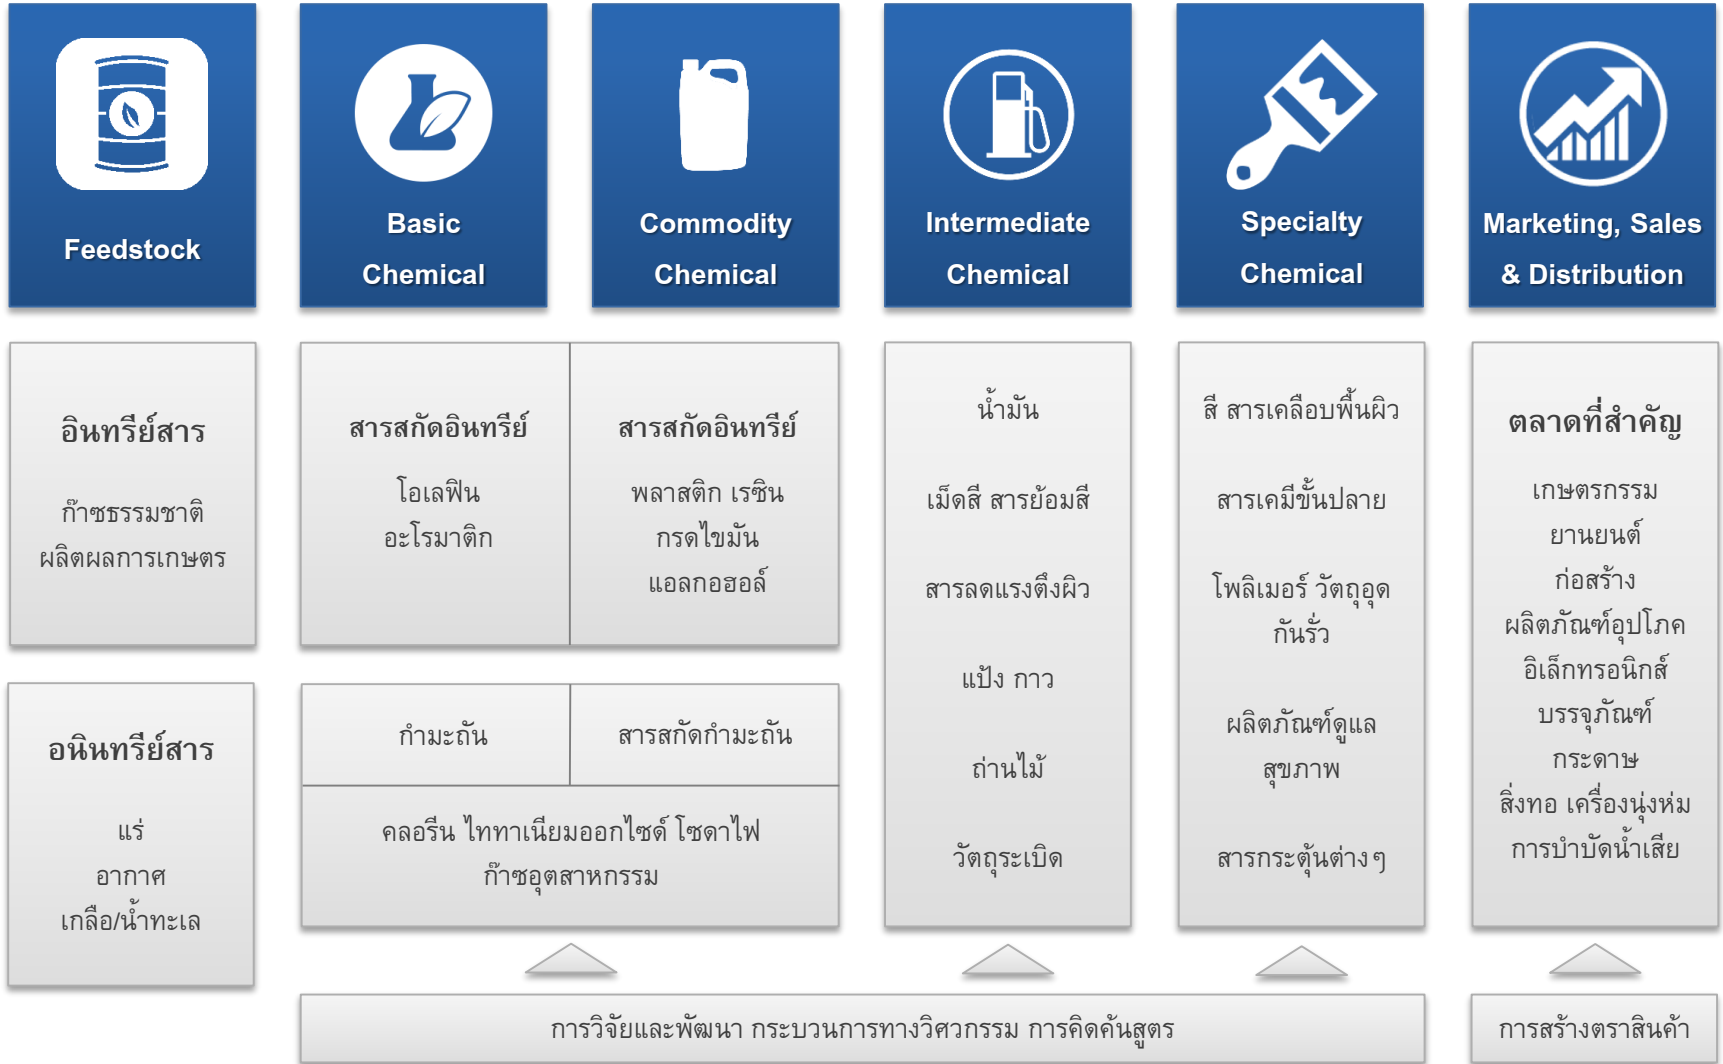 Feedstock
Basic
Chemical
Commodity
Chemical
Intermediate
Chemical
Specialty
Chemical
Marketing, Sales
& Distribution
อินทรีย์สาร
ก๊าซธรรมชาติ
ผลิตผลการเกษตร
อนินทรีย์สาร
แร่
อากาศ
เกลือ/น้ำทะเล
สารสกัดอินทรีย์
โอเลฟิน
อะโรมาติก
สารสกัดอินทรีย์
พลาสติก เรซิน
กรดไขมัน
แอลกอฮอล์
กำมะถัน
สารสกัดกำมะถัน
คลอรีน ไททาเนียมออกไซด์ โซดาไฟ
ก๊าซอุตสาหกรรม
น้ำมัน
เม็ดสี สารย้อมสี
สารลดแรงตึงผิว
แป้ง กาว
ถ่านไม้
วัตถุระเบิด
สี สารเคลือบพื้นผิว
สารเคมีขั้นปลาย
โพลิเมอร์ วัตถุอุด
กันรั่ว
ผลิตภัณฑ์ดูแล
สุขภาพ
สารกระตุ้นต่างๆ
ตลาดที่สำคัญ
เกษตรกรรม
ยานยนต์
ก่อสร้าง
ผลิตภัณฑ์อุปโภค
อิเล็กทรอนิกส์
บรรจุภัณฑ์
กระดาษ
สิ่งทอ เครื่องนุ่งห่ม
การบำบัดน้ำเสีย
การวิจัยและพัฒนา กระบวนการทางวิศวกรรม การคิดค้นสูตร
การสร้างตราสินค้า